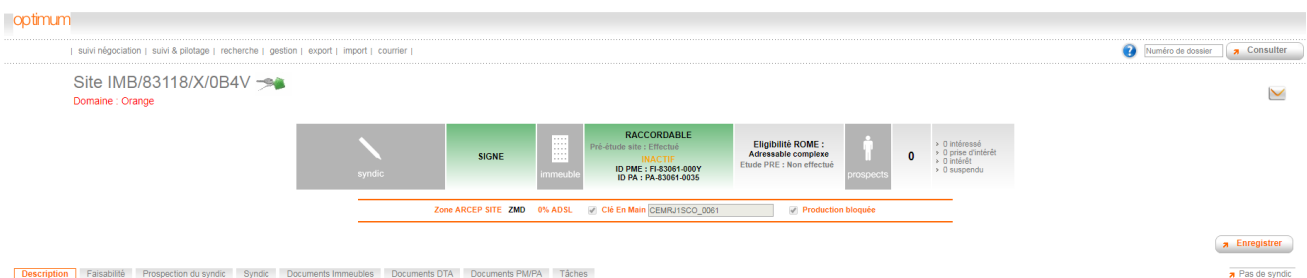 optimum
| suivi négociation | suivi & pilotage | recherche | gestion | export | import | courrier |
? Numéro de dossier Consulter
Site IMB/83118/X/0B4V
Domaine : Orange
syndic
SIGNE
immeuble
RACCORDABLE
Pré-étude site : Effectué
INACTIF
ID PME : FI-83061-000Y
ID PA : PA-83061-0035
Eligibilité ROME :
Adressable complexe
Etude PRE : Non effectué
prospects
0
0 intéressé
0 prise d'intérêt
0 intérêt
0 suspendu
Zone ARCEP SITE ZMD 0% ADSL Clé En Main CEMRJ1SCO_0061 Production bloquée
Enregistrer
Description Faisabilité Prospection du syndic Syndic Documents Immeubles Documents DTA Documents PM/PA Tâches Pas de syndic